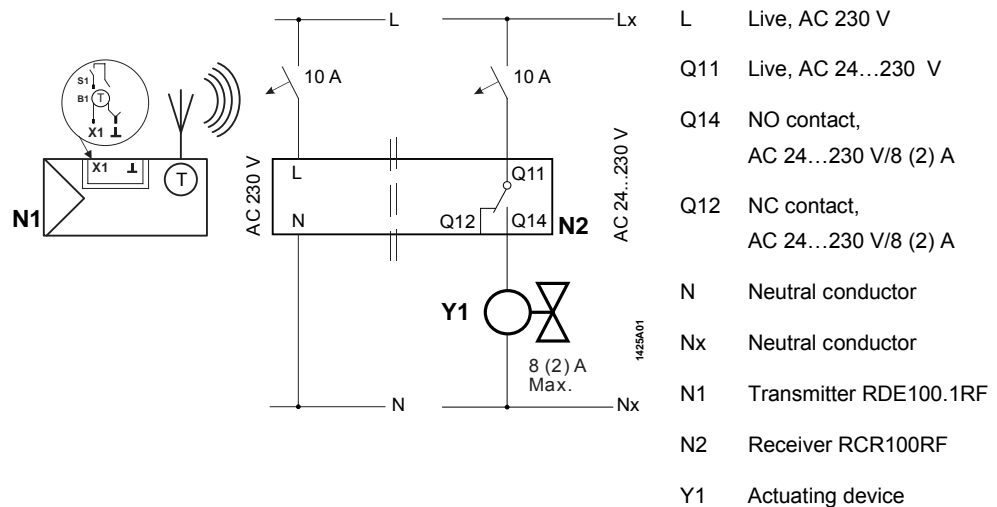 L
Lx
10 A
10 A
S1
B1
T
X1
X1
T
N1
AC 230 V
L
N
Q11
Q12
Q14
N2
AC 24...230 V
Y1
8 (2) A
Max.
1425A01
N
Nx
L Live, AC 230 V
Q11 Live, AC 24…230 V
Q14 NO contact,
AC 24…230 V/8 (2) A
Q12 NC contact,
AC 24…230 V/8 (2) A
N Neutral conductor
Nx Neutral conductor
N1 Transmitter RDE100.1RF
N2 Receiver RCR100RF
Y1 Actuating device